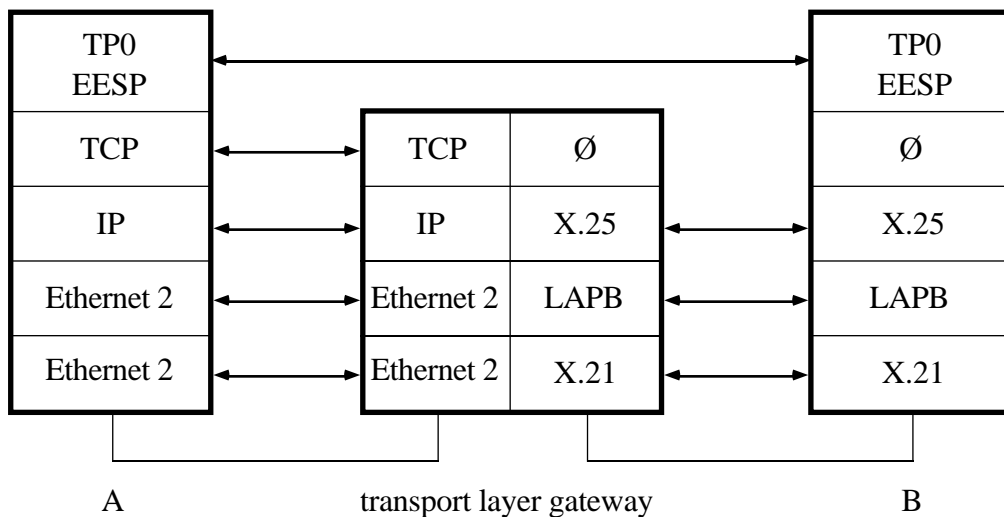 TP0
EESP
TP0
EESP
TCP
TCP
Ø
Ø
IP
IP
X.25
X.25
Ethernet 2
Ethernet 2
LAPB
LAPB
Ethernet 2
Ethernet 2
X.21
X.21
A
transport layer gateway
B